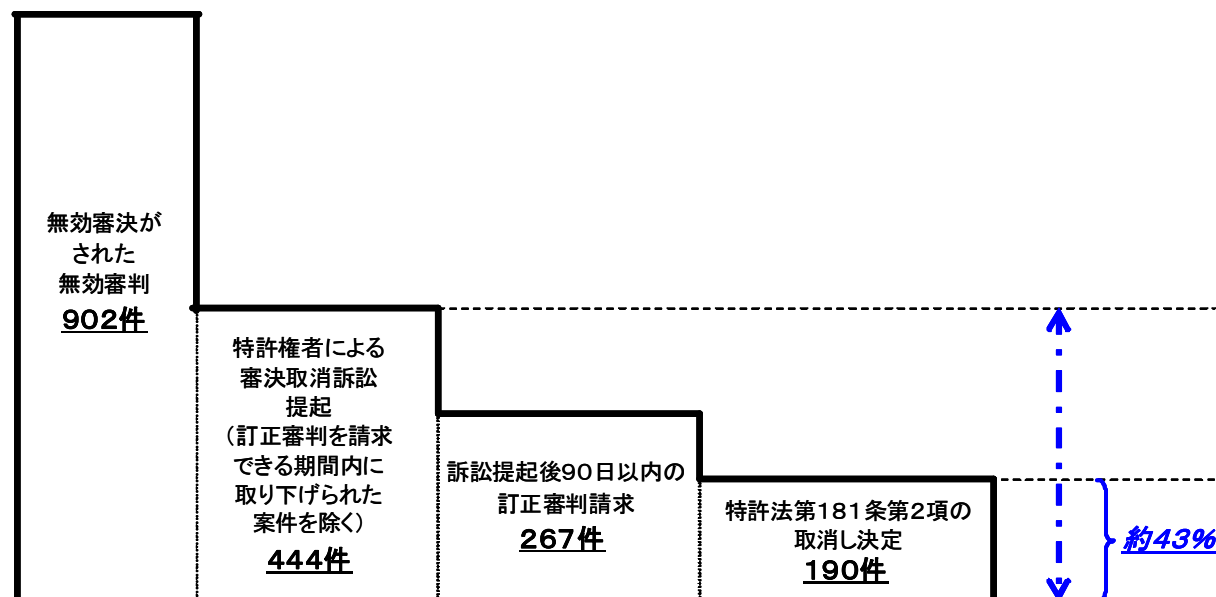 無効審決が
された
無効審判
902件
特許権者による
審決取消訴訟
提起
（訂正審判を請求
できる期間内に
取り下げられた
案件を除く）
444件
訴訟提起後90日以内の
訂正審判請求
267件
特許法第181条第2項の
取消し決定
190件
約43%